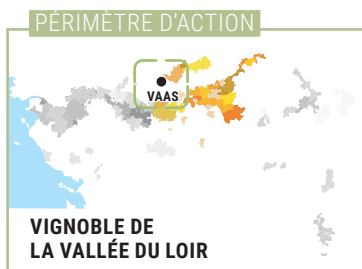 PÉRIMÈTRE D'ACTION
VAAS
VIGNOBLE DE
LA VALLÉE DU LOIR